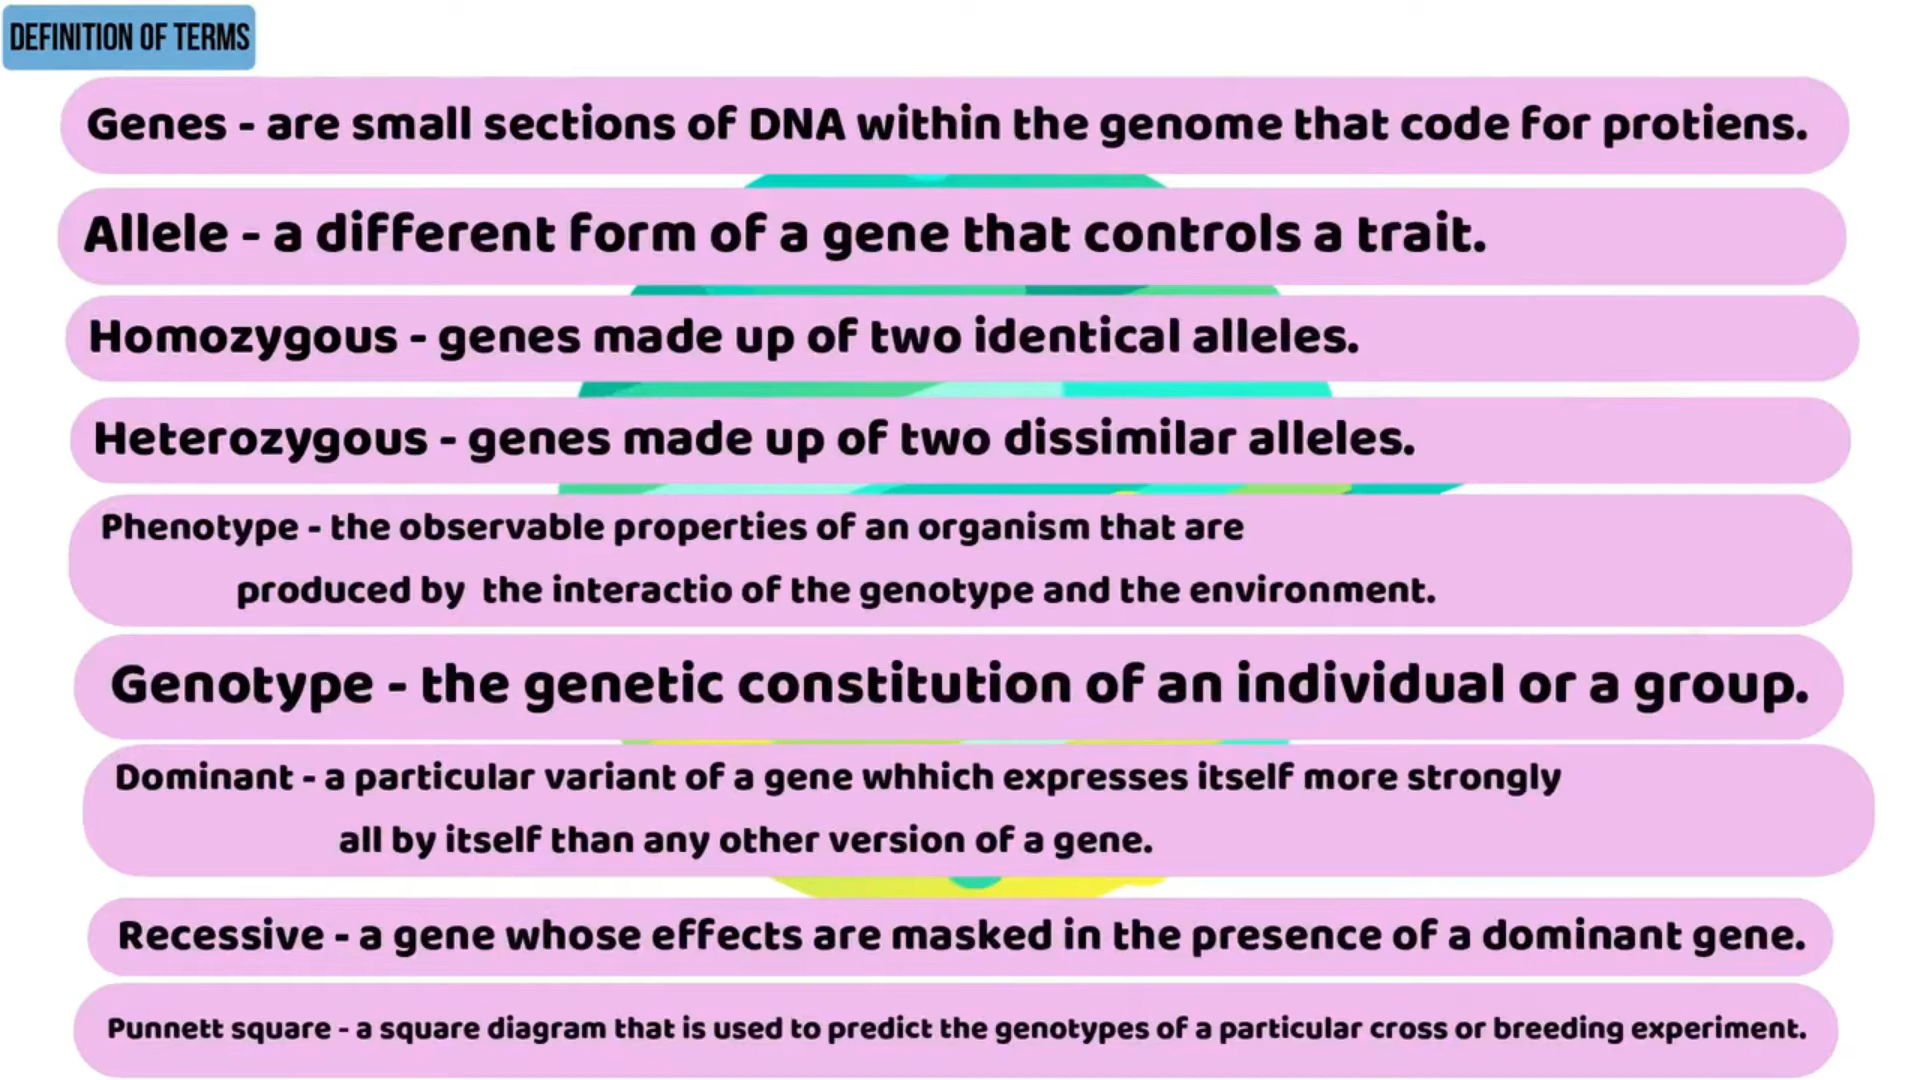 DEFINITION OF TERMS
Genes - are small sections of DNA within the genome that code for protiens.
Allele - a different form of a gene that controls a trait.
Homozygous - genes made up of two identical alleles.
Heterozygous - genes made up of two dissimilar alleles.
Phenotype - the observable properties of an organism that are
produced by the interactio of the genotype and the environment.
Genotype - the genetic constitution of an individual or a group.
Dominant - a particular variant of a gene whhich expresses itself more strongly
all by itself than any other version of a gene.
Recessive - a gene whose effects are masked in the presence of a dominant gene.
Punnett square - a square diagram that is used to predict the genotypes of a particular cross or breeding experiment.